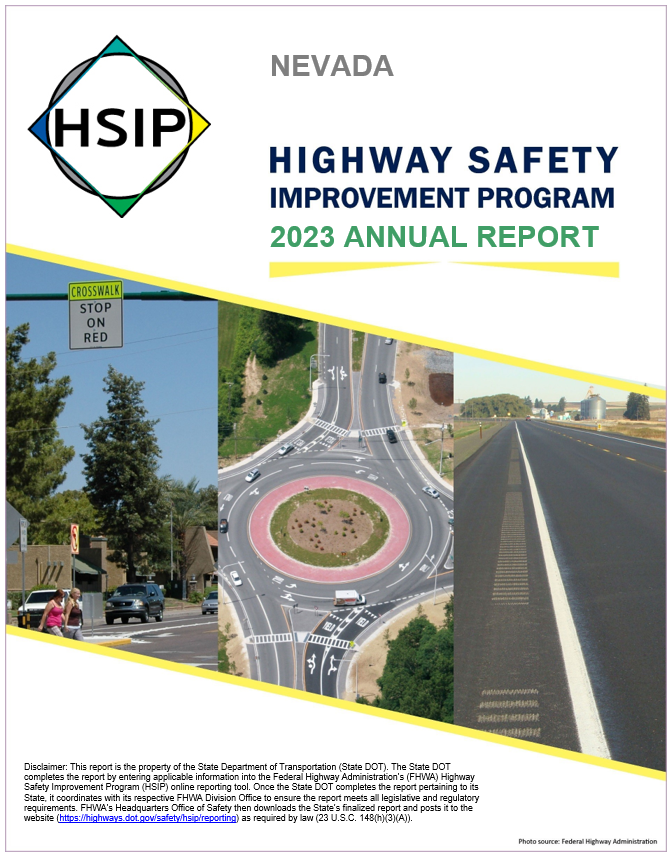 HSIP
NEVADA
HIGHWAY SAFETY
IMPROVEMENT PROGRAM
2023 ANNUAL REPORT
CROSSWALK
STOP
ON
RED
Disclaimer: This report is the property of the State Department of Transportation (State DOT). The State DOT
completes the report by entering applicable information into the Federal Highway Administration's (FHWA) Highway
Safety Improvement Program (HSIP) online reporting tool. Once the State DOT completes the report pertaining to its
State, it coordinates with its respective FHWA Division Office to ensure the report meets all legislative and regulatory
requirements. FHWA's Headquarters Office of Safety then downloads the State's finalized report and posts it to the
website (https://highways.dot.gov/safety/hsip/reporting) as required by law (23 U.S.C. 148(h)(3)(A)).
Photo source: Federal Highway Administration